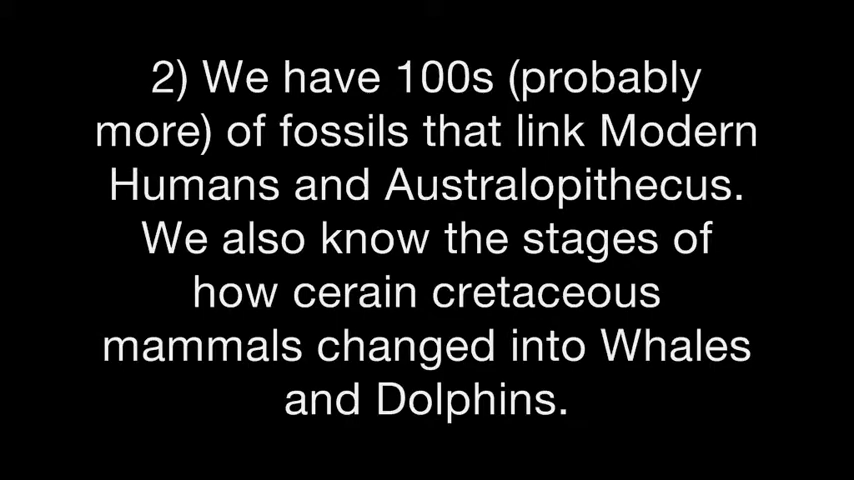 2) We have 100s (probably
more) of fossils that link Modern
Humans and Australopithecus.
We also know the stages of
how cerain cretaceous
mammals changed into Whales
and Dolphins.